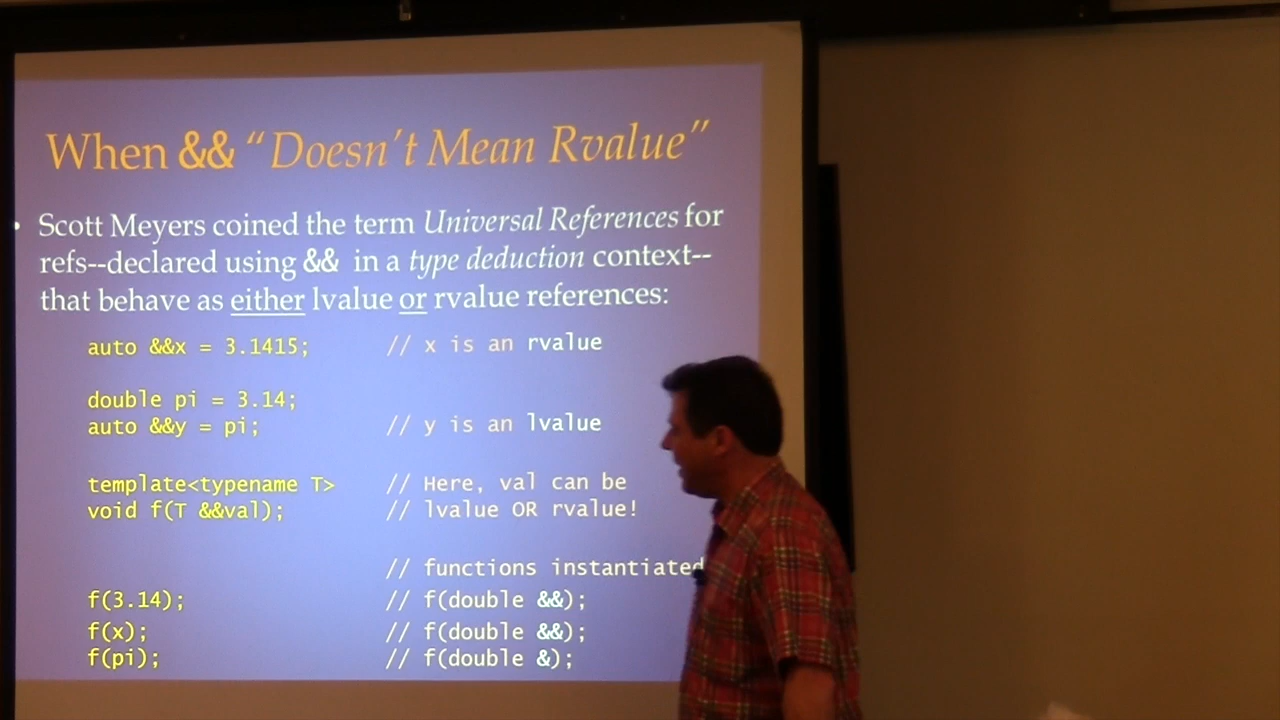 When && “Doesn't Mean Rvalue”
• Scott Meyers coined the term Universal References for
refs--declared using && in a type deduction context--
that behave as either lvalue or rvalue references:
auto &&x = 3.1415; // x is an rvalue
double pi = 3.14;
auto &&y = pi; // y is an lvalue
template<typename T> // Here, val can be
void f(T &&val); // lvalue OR rvalue!
// functions instantiated
f(3.14); // f(double &&);
f(x); // f(double &&);
f(pi); // f(double &);